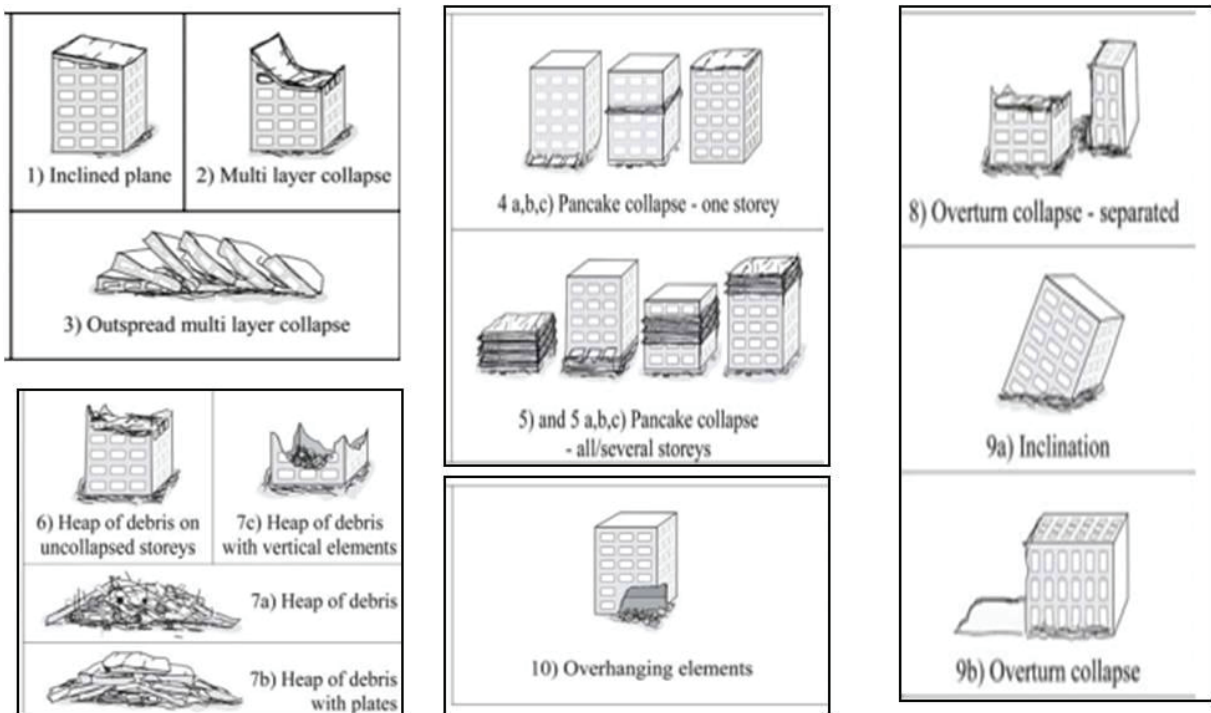 1) Inclined plane
2) Multi layer collapse
3) Outspread multi layer collapse
6) Heap of debris on
uncollapsed storeys
7c) Heap of debris
with vertical elements
7a) Heap of debris
7b) Heap of debris
with plates
4 a,b,c) Pancake collapse - one storey
5) and 5 a,b,c) Pancake collapse
- all/several storeys
10) Overhanging elements
8) Overturn collapse - separated
9a) Inclination
9b) Overturn collapse